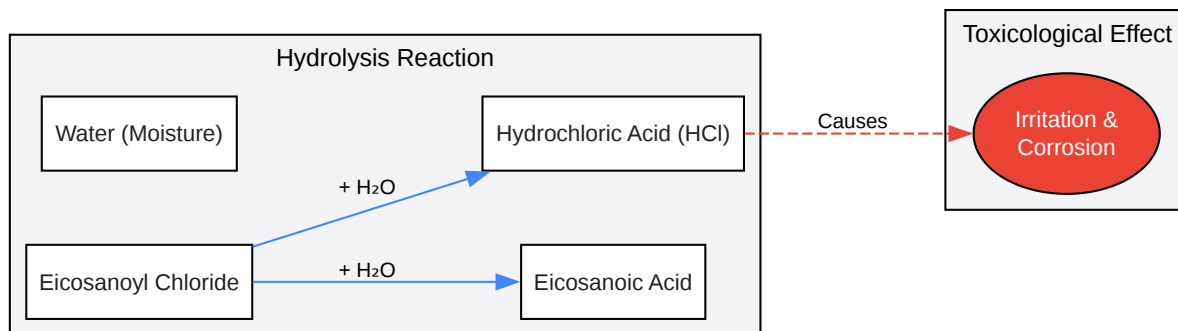 Hydrolysis Reaction
Water (Moisture)
Hydrochloric Acid (HCl)
+ H₂O
Eicosanoyl Chloride
+ H₂O
Eicosanoic Acid
Causes
Toxicological Effect
Irritation &
Corrosion